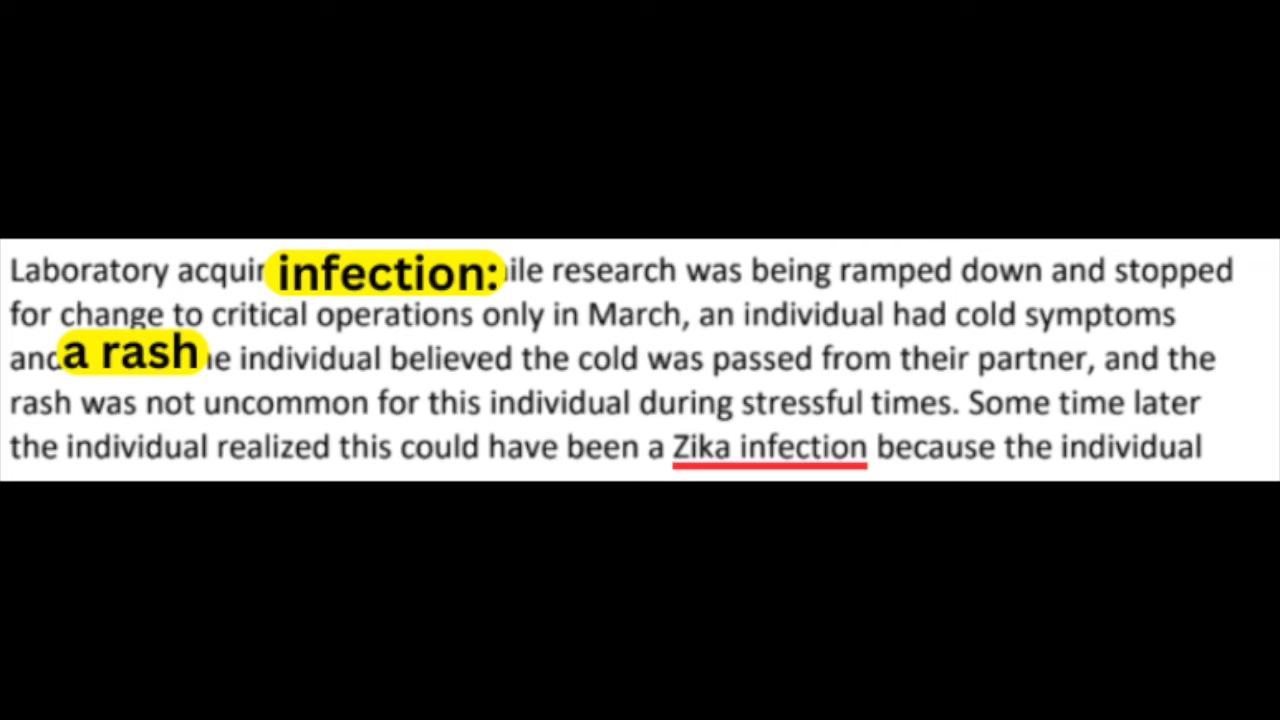 Laboratory acquir infection: ile research was being ramped down and stopped
for change to critical operations only in March, an individual had cold symptoms
and a rash e individual believed the cold was passed from their partner, and the
rash was not uncommon for this individual during stressful times. Some time later
the individual realized this could have been a Zika infection because the individual